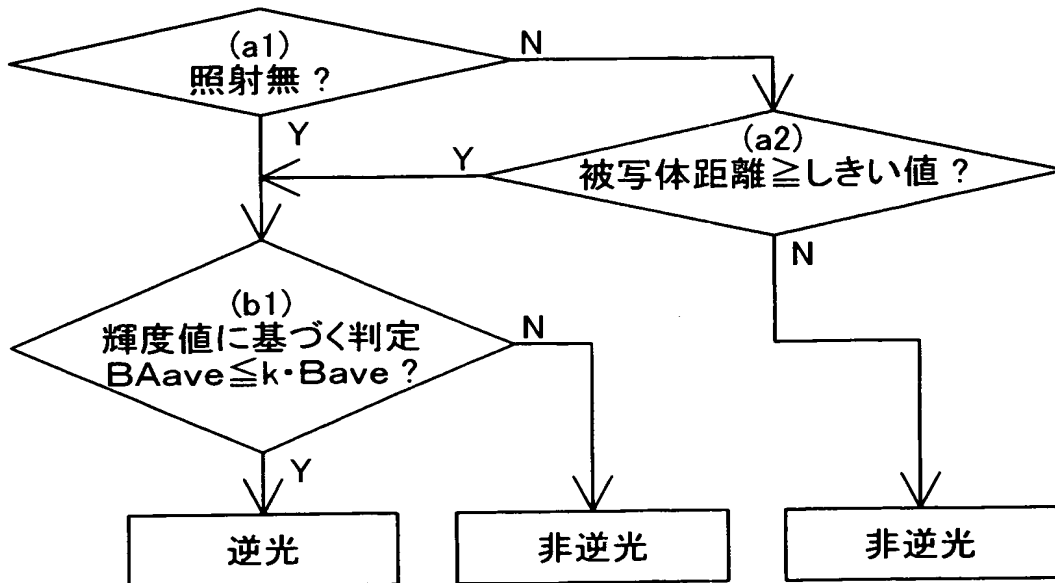 (a1)
照射無？
N
Y
(a2)
被写体距離≧しきい値？
Y
N
(b1)
輝度値に基づく判定
BAave≦k・Bave？
N
Y
逆光
非逆光
非逆光